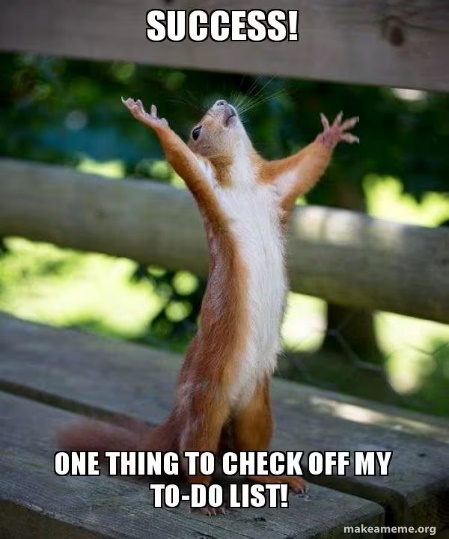 SUCCESS!
ONE THING TO CHECK OFF MY
TO-DO LIST!
makeameme.org